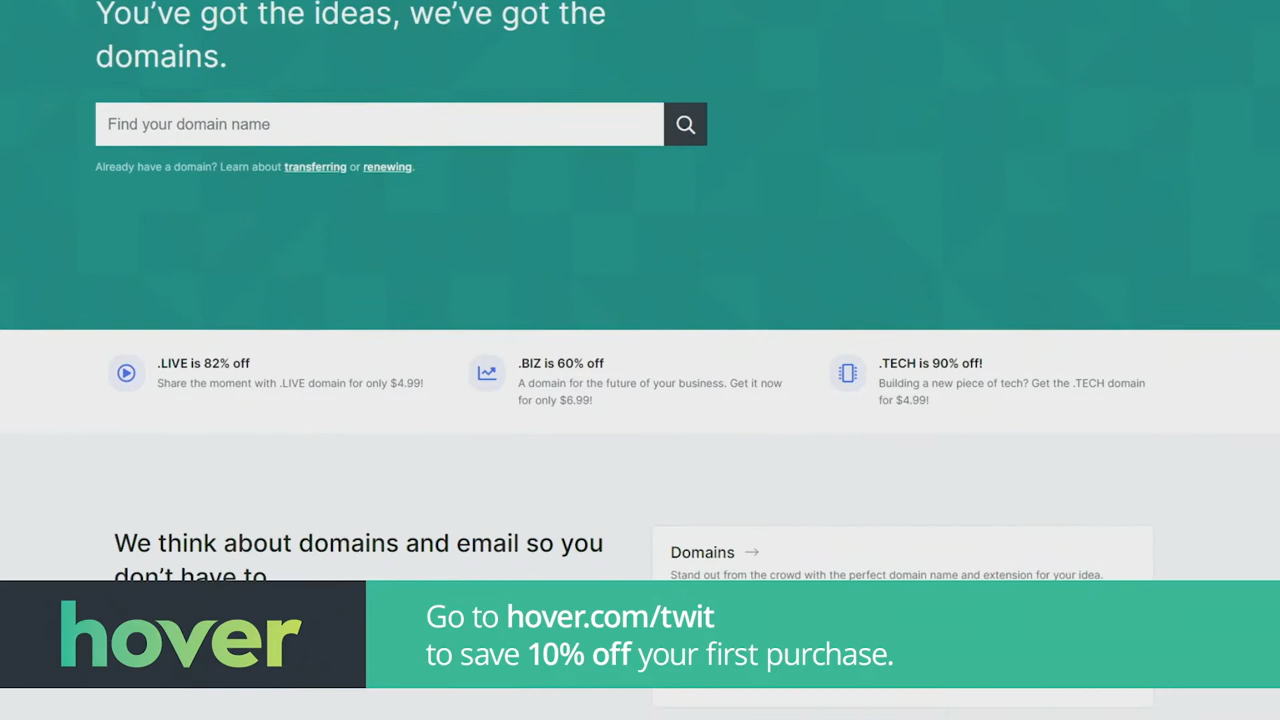 You've got the ideas, we've got the
domains.
Find your domain name
Already have a domain? Learn about transferring or renewing.
.LIVE is 82% off
Share the moment with .LIVE domain for only $4.99!
.BIZ is 60% off
A domain for the future of your business. Get it now
for only $6.99!
.TECH is 90% off!
Building a new piece of tech? Get the .TECH domain
for $4.99!
We think about domains and email so you
don't have to
Domains →
Stand out from the crowd with the perfect domain name and extension for your idea.
hover
Go to hover.com/twit
to save 10% off your first purchase.